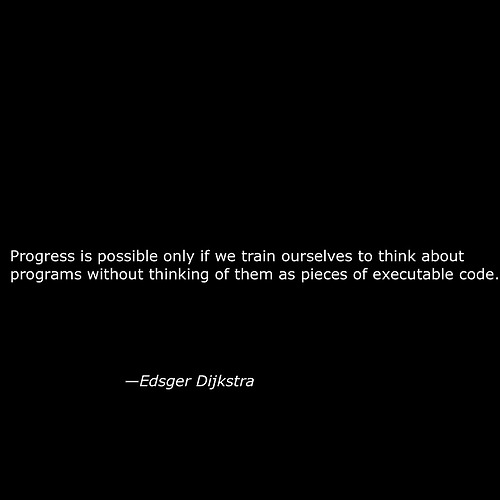 Progress is possible only if we train ourselves to think about
programs without thinking of them as pieces of executable code.
—Edsger Dijkstra